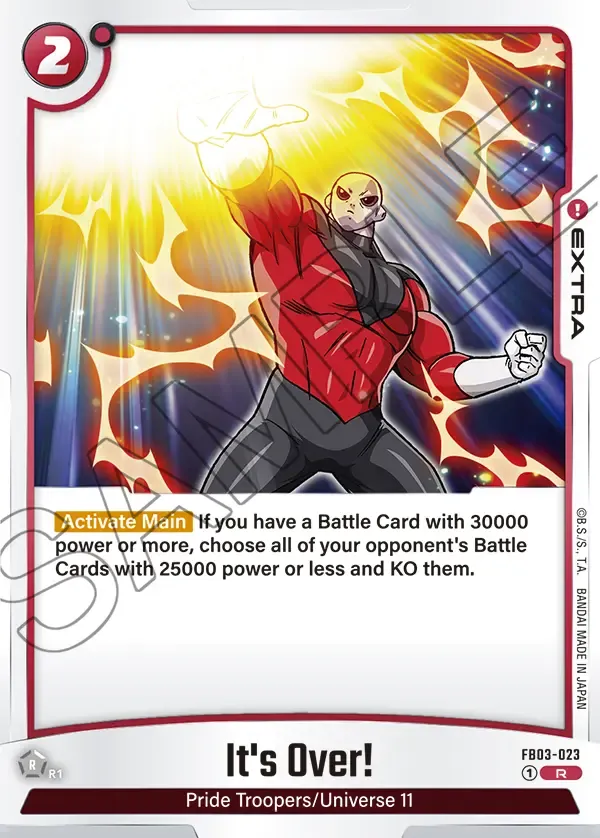 2
! EXTRA
Activate Main If you have a Battle Card with 30000
power or more, choose all of your opponent's Battle
Cards with 25000 power or less and KO them.
SAMPLE
©B.S./S., T.A. BANDAI MADE IN JAPAN
R R1
It's Over!
FB03-023
1 R
Pride Troopers/Universe 11